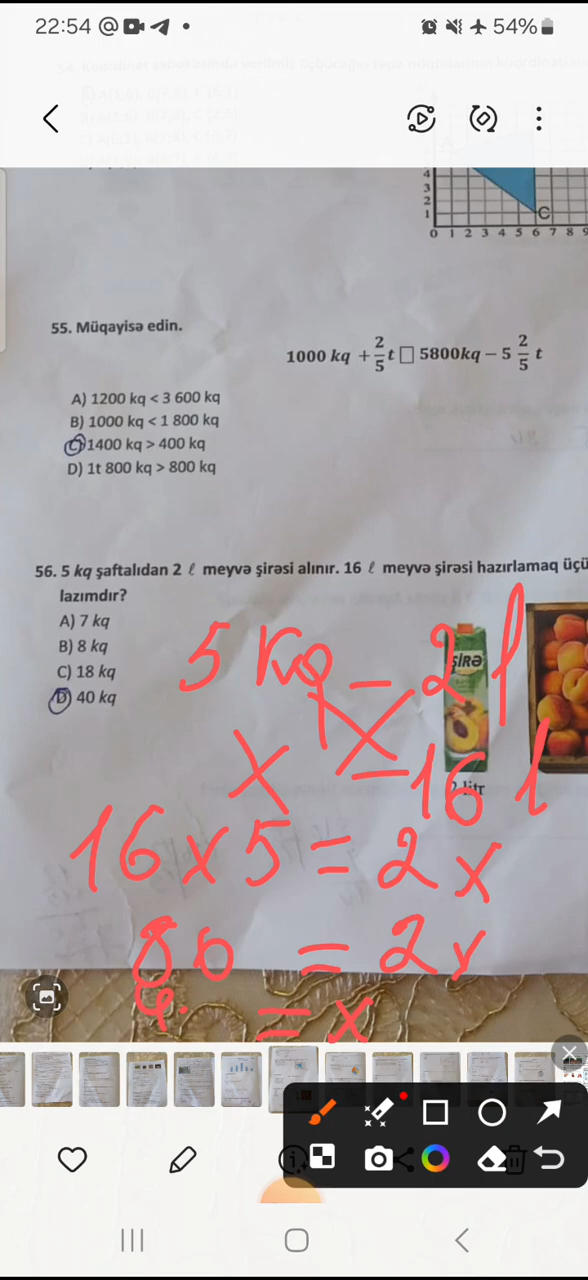 22:54 @ 54%
4
3
2
1
C
0 1 2 3 4 5 6 7 8 9
55. Müqayisə edin.
1000 kq + 2/5 t □ 5800kq – 5 2/5 t
A) 1200 kq < 3 600 kq
B) 1000 kq < 1 800 kq
C) 1400 kq > 400 kq
D) 1t 800 kq > 800 kq
56. 5 kq şaftalıdan 2 ℓ meyvə şirəsi alınır. 16 ℓ meyvə şirəsi hazırlamaq
lazımdır?
A) 7 kq
B) 8 kq
C) 18 kq
D) 40 kq
ŞİRƏ
litr
5 kq – 2 l
x – 16 l
16 x 5 = 2 x
80 = 2x
= x